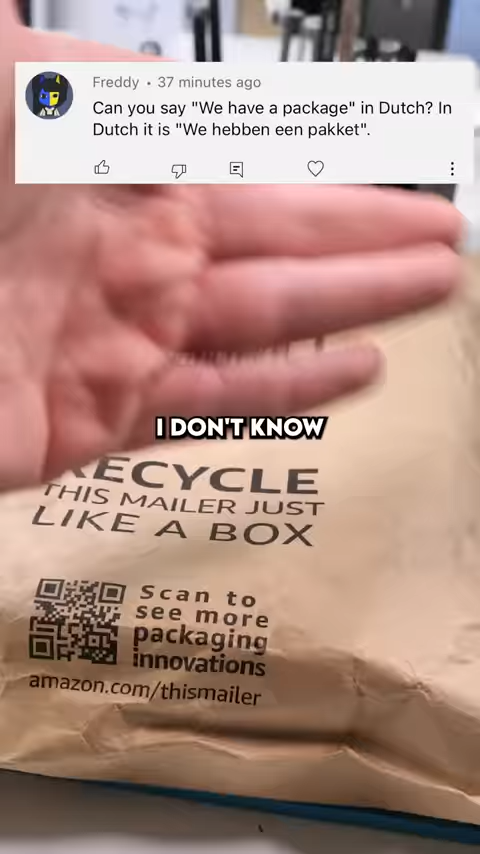 Freddy • 37 minutes ago
Can you say "We have a package" in Dutch? In
Dutch it is "We hebben een pakket".
I DON'T KNOW
RECYCLE
THIS MAILER JUST
LIKE A BOX
Scan to
see more
packaging
innovations
amazon.com/thismailer